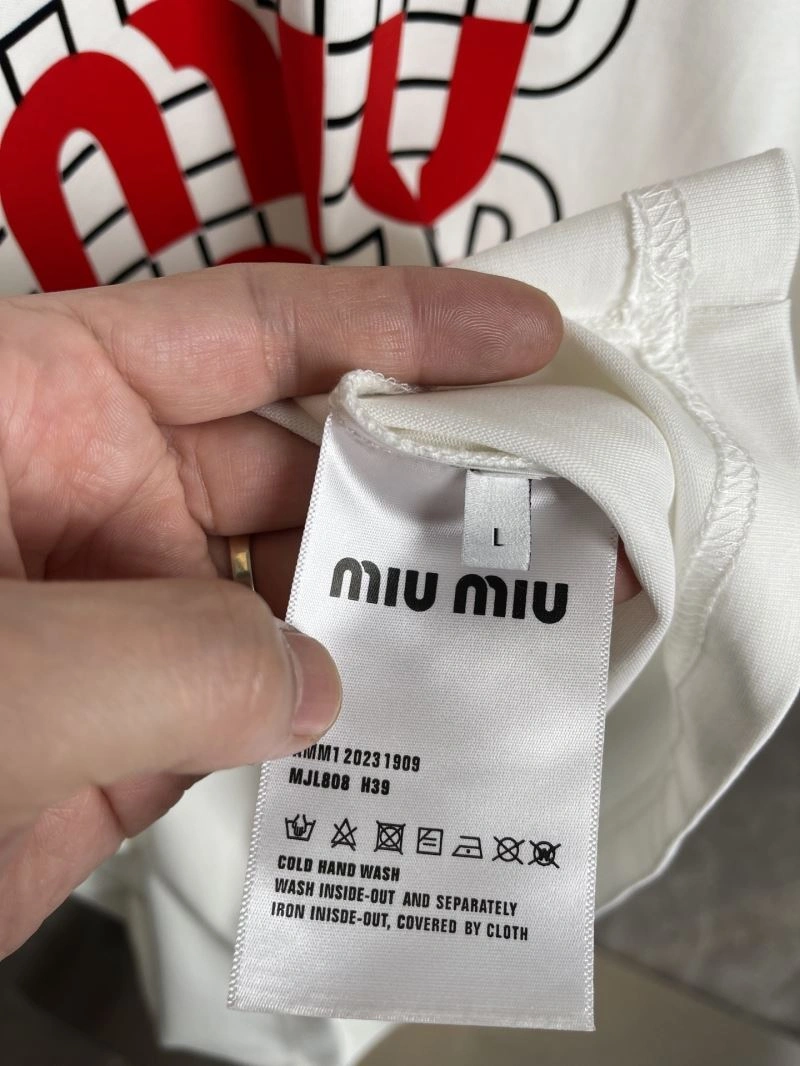 L
miu miu
MM1 20231909
MJL808 H39
W
COLD HAND WASH
WASH INSIDE-OUT AND SEPARATELY
IRON INISDE-OUT, COVERED BY CLOTH